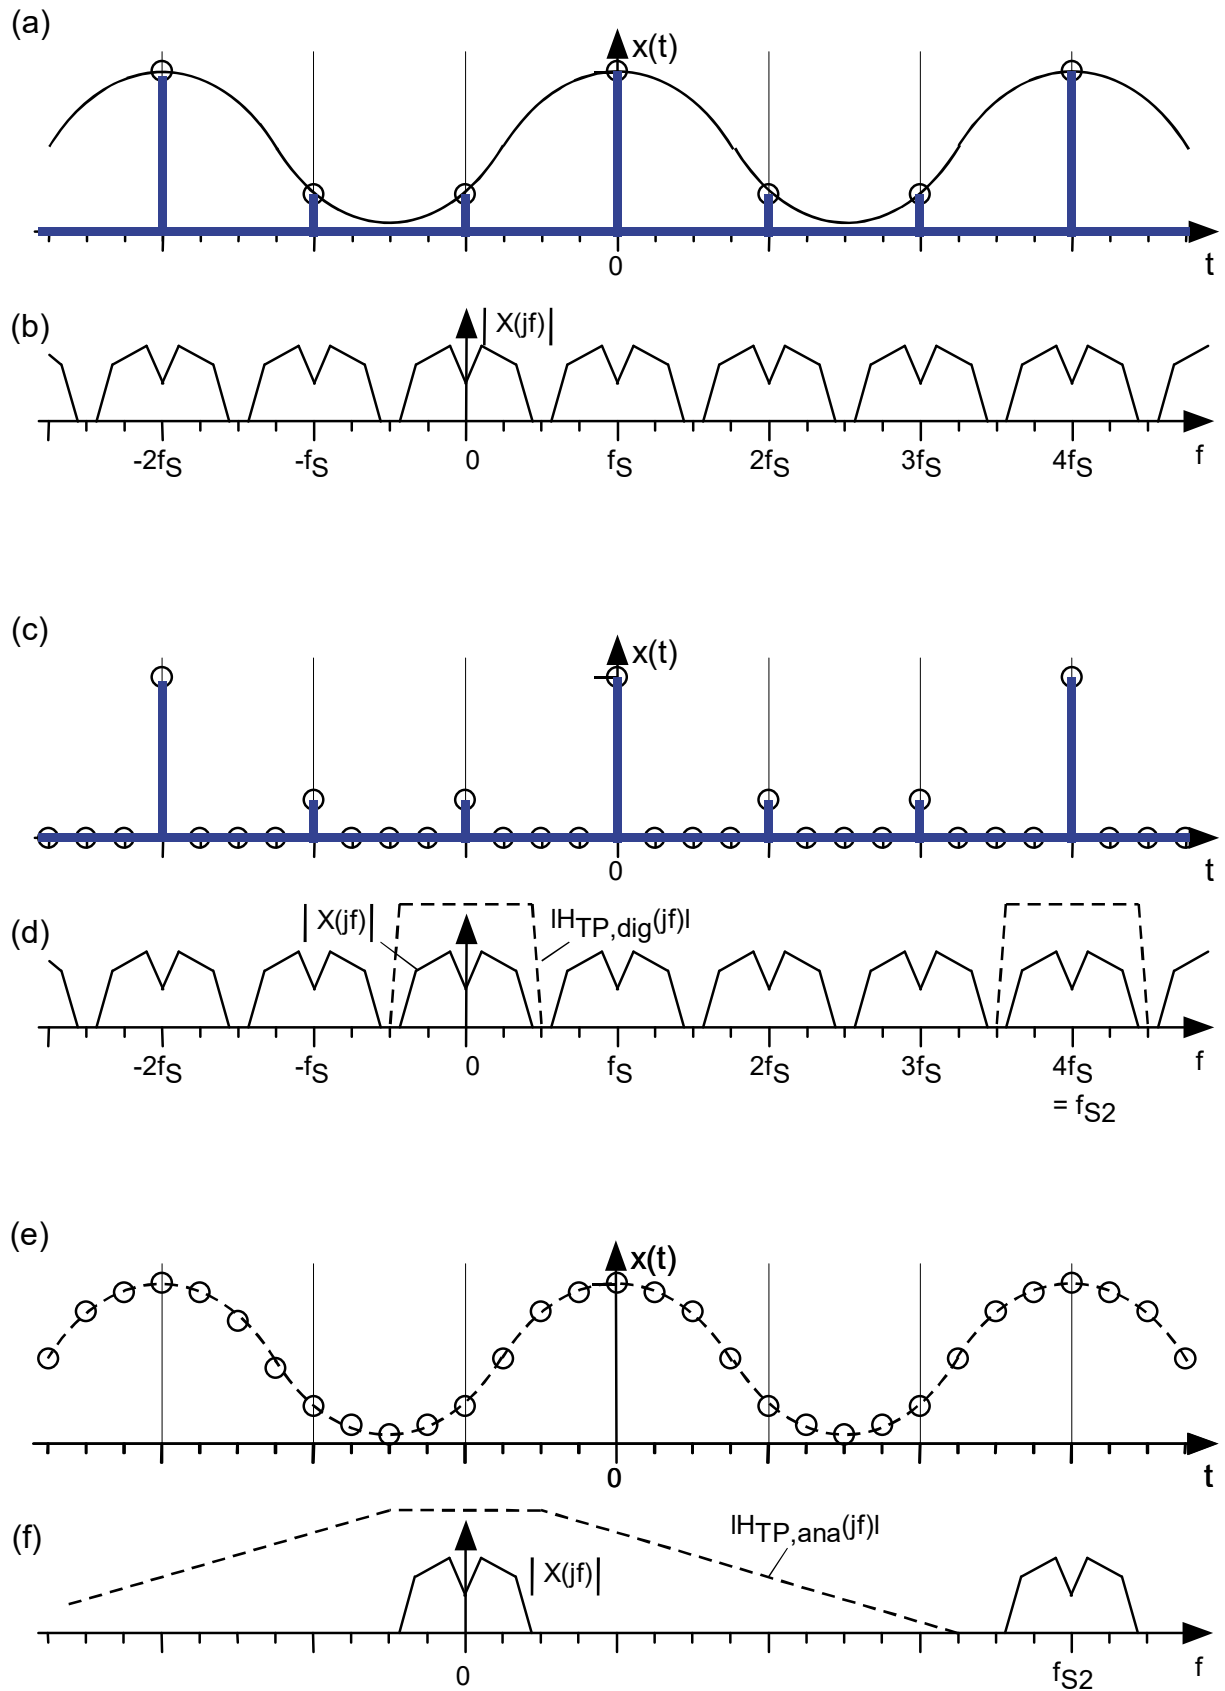 (a)
x(t)
0
t
(b)
|X(jf)|
-2fS -fS 0 fS 2fS 3fS 4fS f
(c)
x(t)
0
t
(d)
|X(jf)| |HTP,dig(jf)|
-2fS -fS 0 fS 2fS 3fS 4fS f
= fS2
(e)
x(t)
0
t
(f)
|HTP,ana(jf)|
|X(jf)|
0 fS2 f